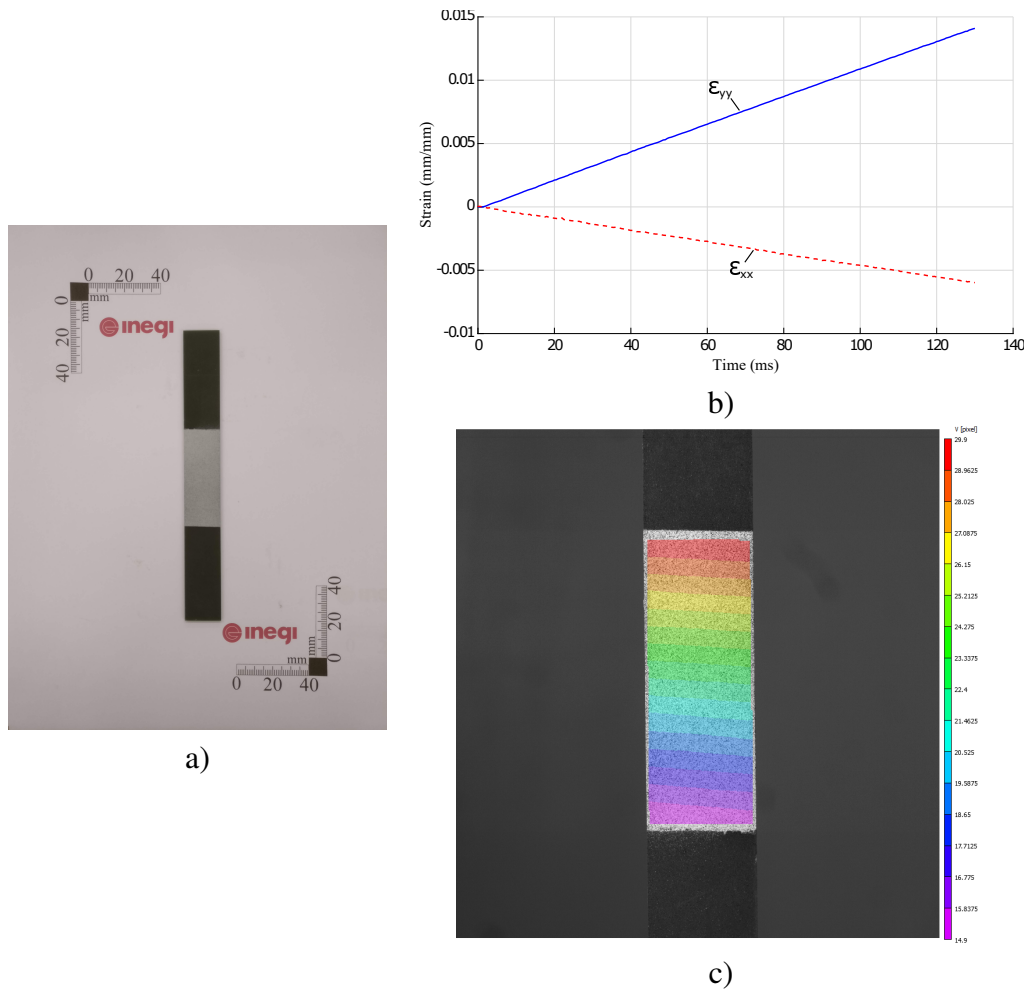 0 20 40
mm
0
mm
20
40
inegi
inegi
40
20
0
mm
mm
0 20 40
a)
0.015
0.01
0.005
0
-0.005
-0.01
Strain (mm/mm)
εyy
εxx
0 20 40 60 80 100 120 140
Time (ms)
b)
V [pixel]
29.9
28.9625
28.025
27.0875
26.15
25.2125
24.275
23.3375
22.4
21.4625
20.525
19.5875
18.65
17.7125
16.775
15.8375
14.9
c)